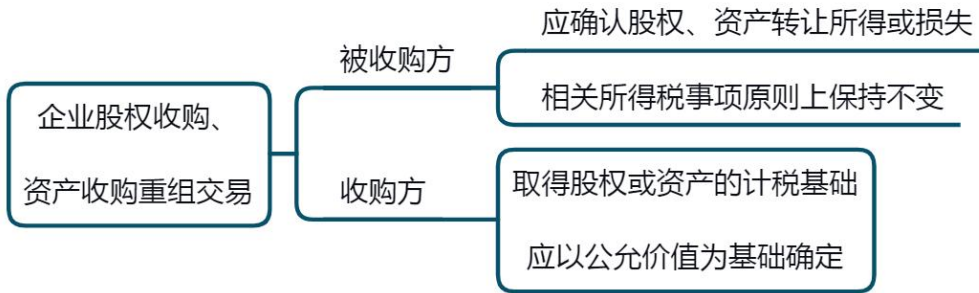 企业股权收购、
资产收购重组交易
被收购方
应确认股权、资产转让所得或损失
相关所得税事项原则上保持不变
收购方
取得股权或资产的计税基础
应以公允价值为基础确定